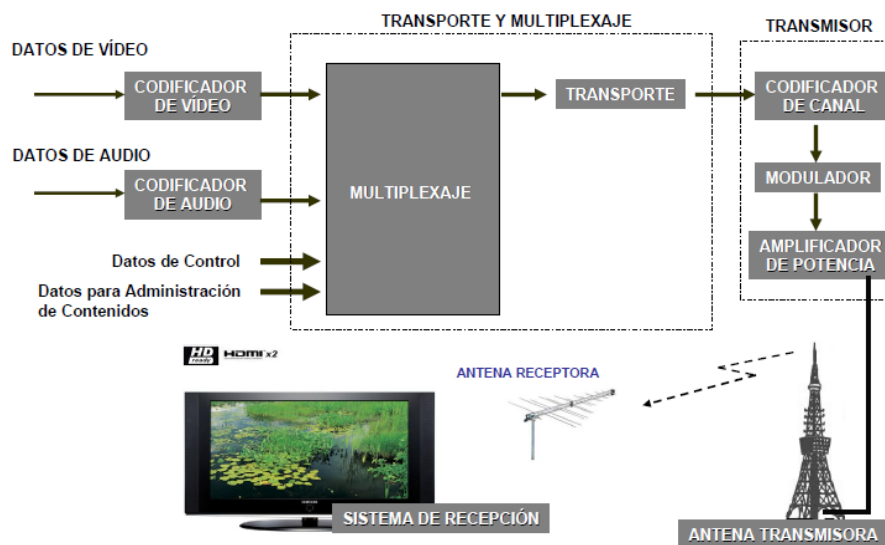 TRANSPORTE Y MULTIPLEXAJE
TRANSMISOR
DATOS DE VÍDEO
CODIFICADOR
DE VÍDEO
TRANSPORTE
CODIFICADOR
DE CANAL
DATOS DE AUDIO
CODIFICADOR
DE AUDIO
MULTIPLEXAJE
MODULADOR
Datos de Control
AMPLIFICADOR
DE POTENCIA
Datos para Administración
de Contenidos
HD
ready
HDMI x2
ANTENA RECEPTORA
SAMSUNG
SISTEMA DE RECEPCIÓN
ANTENA TRANSMISORA